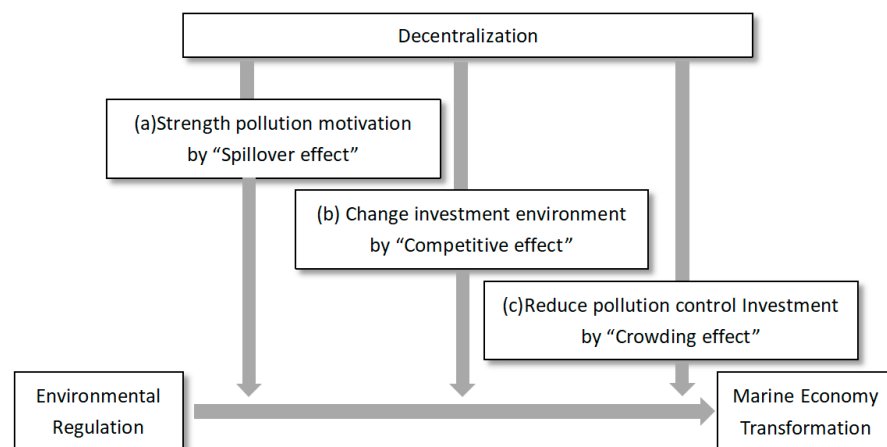 Decentralization
(a)Strength pollution motivation
by “Spillover effect”
(b) Change investment environment
by “Competitive effect”
(c)Reduce pollution control Investment
by “Crowding effect”
Environmental
Regulation
Marine Economy
Transformation